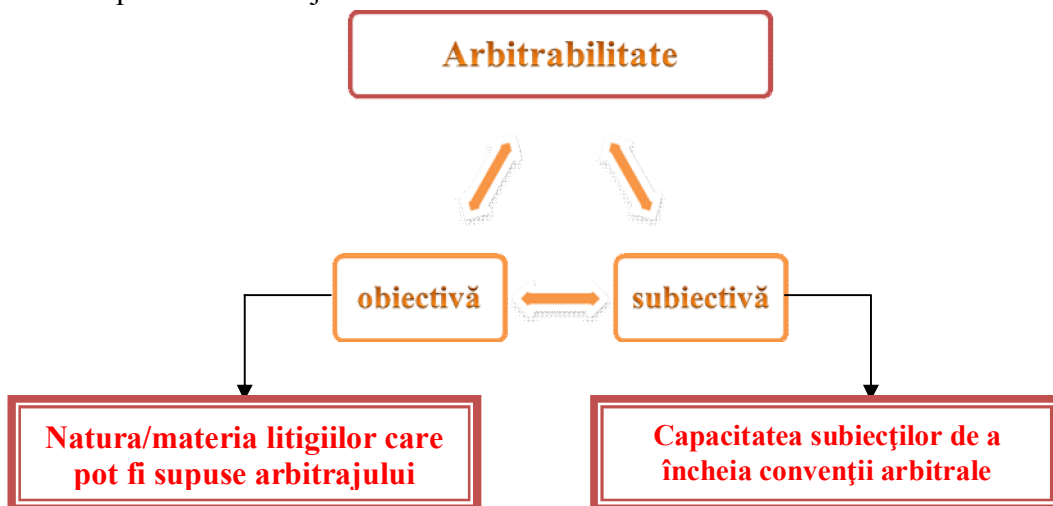 Arbitrabilitate
obiectivă
subiectivă
Natura/materia litigiilor care
pot fi supuse arbitrajului
Capacitatea subiecţilor de a
încheia convenţii arbitrale